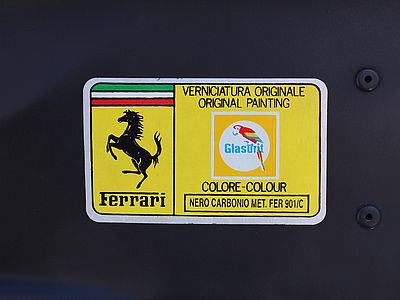 VERNICIATURA ORIGINALE
ORIGINAL PAINTING
Glasurit
COLORE-COLOUR
NERO CARBONIO MET. FER 901/C
Ferrari